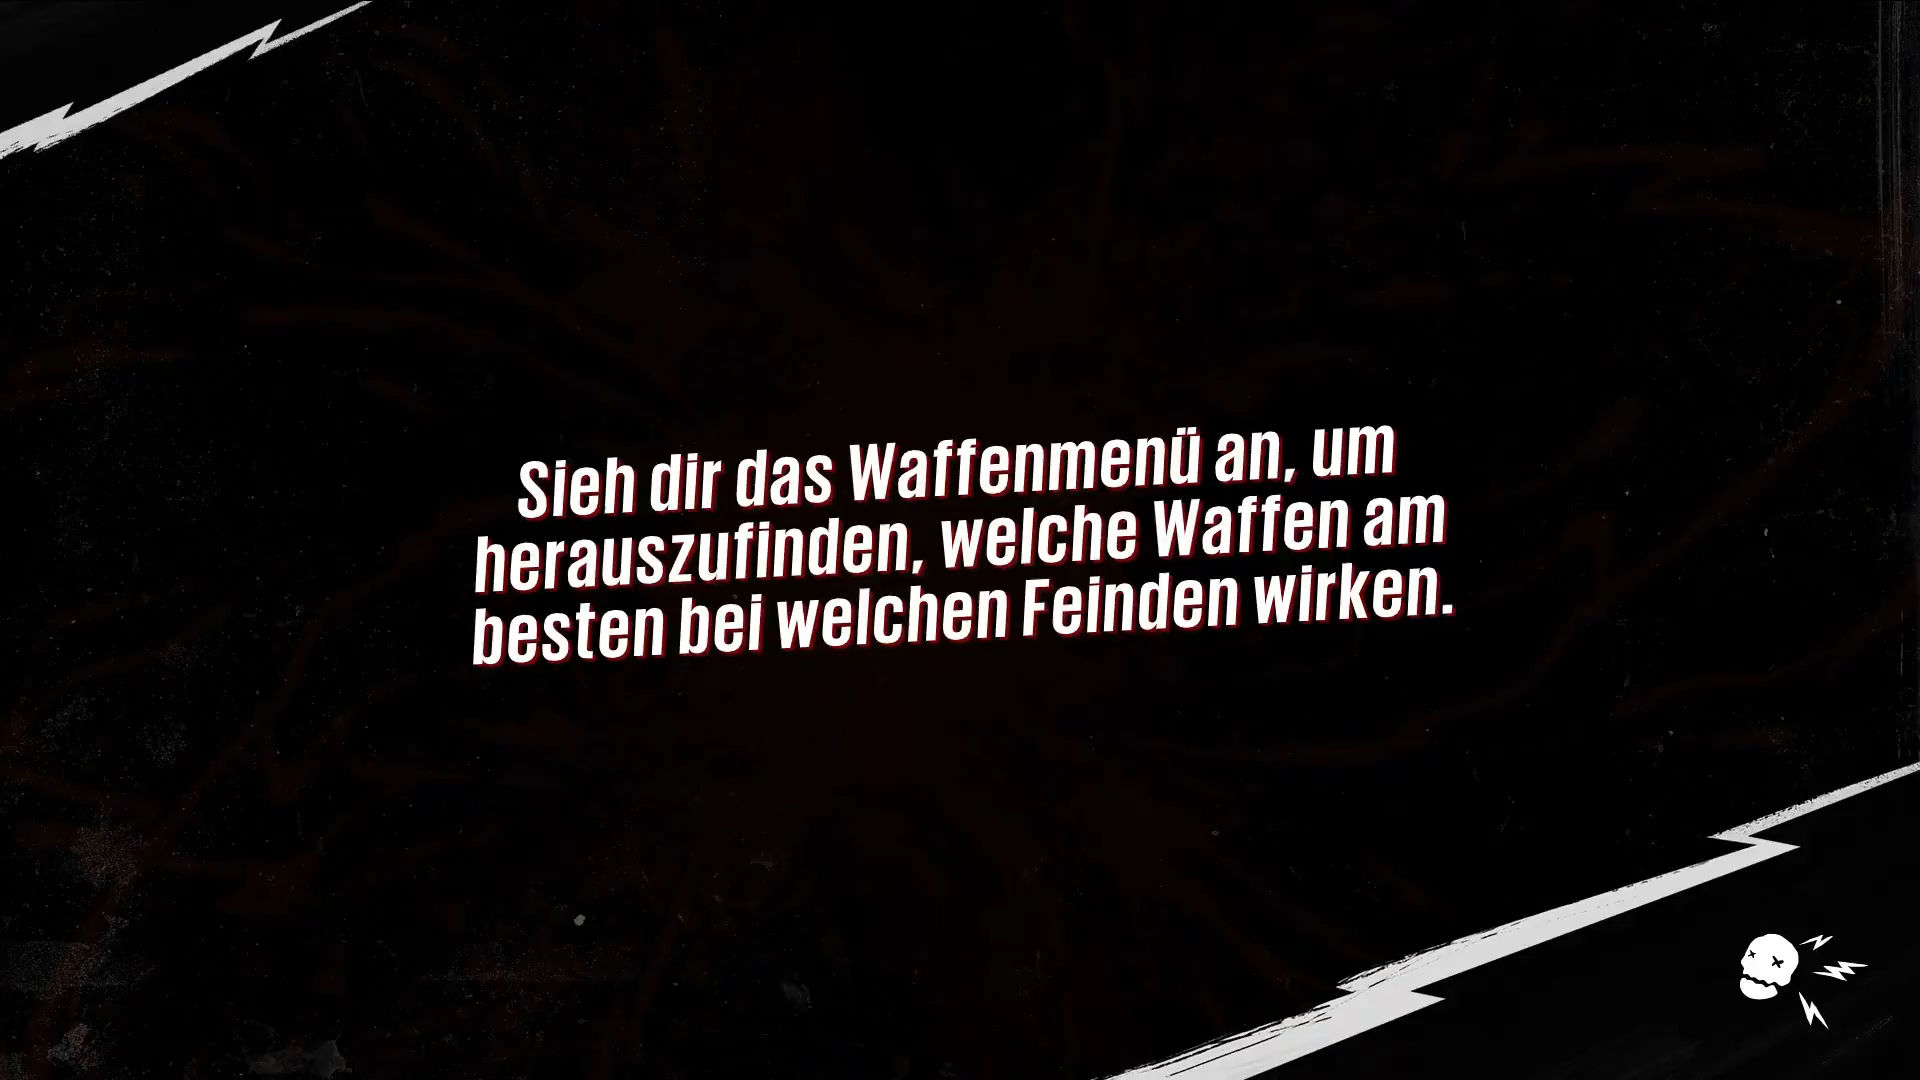 Sieh dir das Waffenmenü an, um
herauszufinden, welche Waffen am
besten bei welchen Feinden wirken.